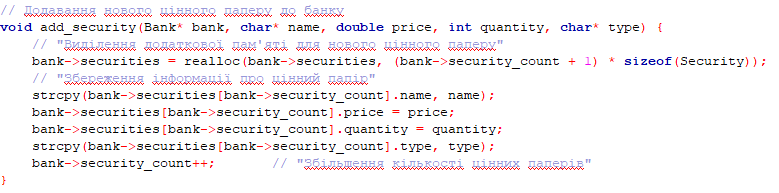 // Додавання нового цінного паперу до банку
void add_security(Bank* bank, char* name, double price, int quantity, char* type) {
// "Виділення додаткової пам'яті для нового цінного паперу"
bank->securities = realloc(bank->securities, (bank->security_count + 1) * sizeof(Security));
// "Збереження інформації про цінний папір"
strcpy(bank->securities[bank->security_count].name, name);
bank->securities[bank->security_count].price = price;
bank->securities[bank->security_count].quantity = quantity;
strcpy(bank->securities[bank->security_count].type, type);
bank->security_count++; // "Збільшення кількості цінних паперів"
}